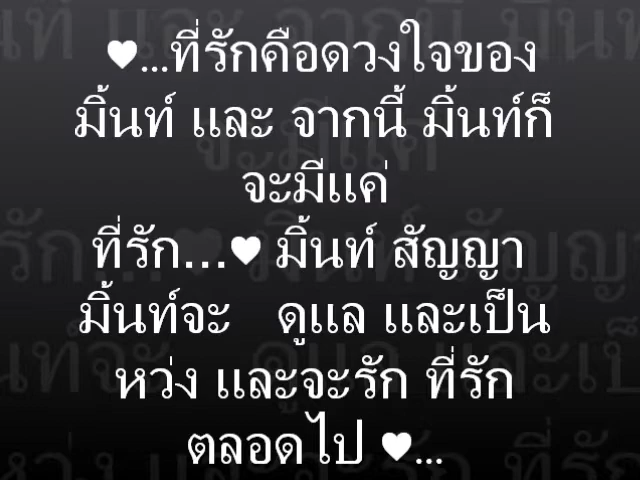 ♥...ที่รักคือดวงใจของ
มิ้นท์ และ จากนี้ มิ้นท์ก็
จะมีแค่
ที่รัก...♥ มิ้นท์ สัญญา
มิ้นท์จะ ดูแล และเป็น
หว่ง และจะรัก ที่รัก
ตลอดไป ♥...